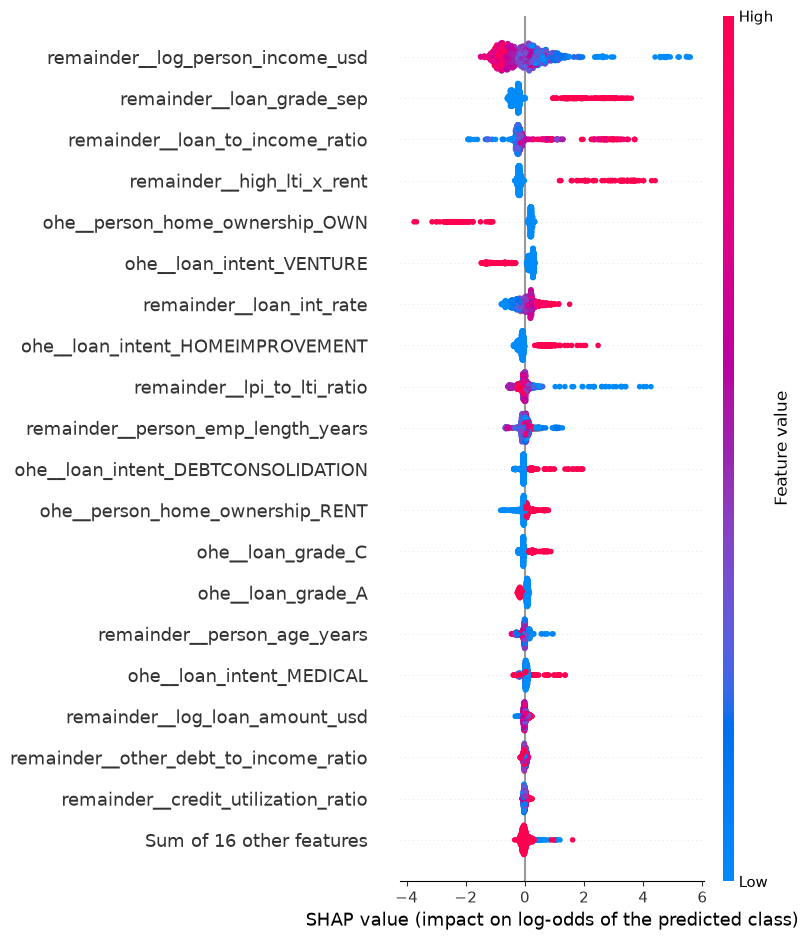 High
remainder__log_person_income_usd
remainder__loan_grade_sep
remainder__loan_to_income_ratio
remainder__high_lti_x_rent
ohe__person_home_ownership_OWN
ohe__loan_intent_VENTURE
remainder__loan_int_rate
ohe__loan_intent_HOMEIMPROVEMENT
remainder__lpi_to_lti_ratio
remainder__person_emp_length_years
ohe__loan_intent_DEBTCONSOLIDATION
ohe__person_home_ownership_RENT
ohe__loan_grade_C
ohe__loan_grade_A
remainder__person_age_years
ohe__loan_intent_MEDICAL
remainder__log_loan_amount_usd
remainder__other_debt_to_income_ratio
remainder__credit_utilization_ratio
Sum of 16 other features
Feature value
Low
−4 −2 0 2 4 6
SHAP value (impact on log-odds of the predicted class)